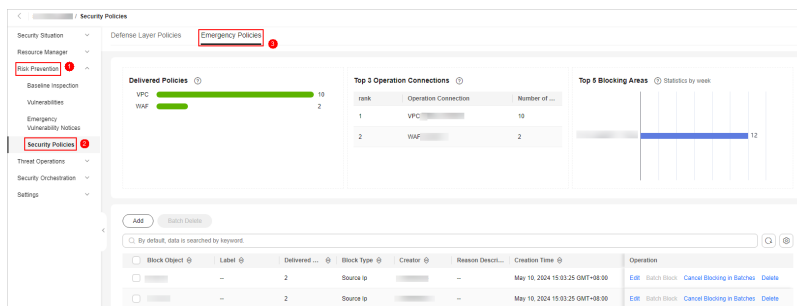 / Security Policies
Security Situation
Resource Manager
Risk Prevention 1
Baseline Inspection
Vulnerabilities
Emergency
Vulnerability Notices
Security Policies 2
Threat Operations
Security Orchestration
Settings
Defense Layer Policies Emergency Policies 3
Delivered Policies
VPC 10
WAF 2
Top 3 Operation Connections
rank Operation Connection Number of ...
1 VPC 10
2 WAF 2
Top 5 Blocking Areas Statistics by week
12
Add Batch Delete
By default, data is searched by keyword.
Block Object Label Delivered ... Block Type Creator Reason Descri... Creation Time Operation
-- 2 Source Ip -- May 10, 2024 15:03:25 GMT+08:00 Edit Batch Block Cancel Blocking in Batches Delete
-- 2 Source Ip -- May 10, 2024 15:03:25 GMT+08:00 Edit Batch Block Cancel Blocking in Batches Delete